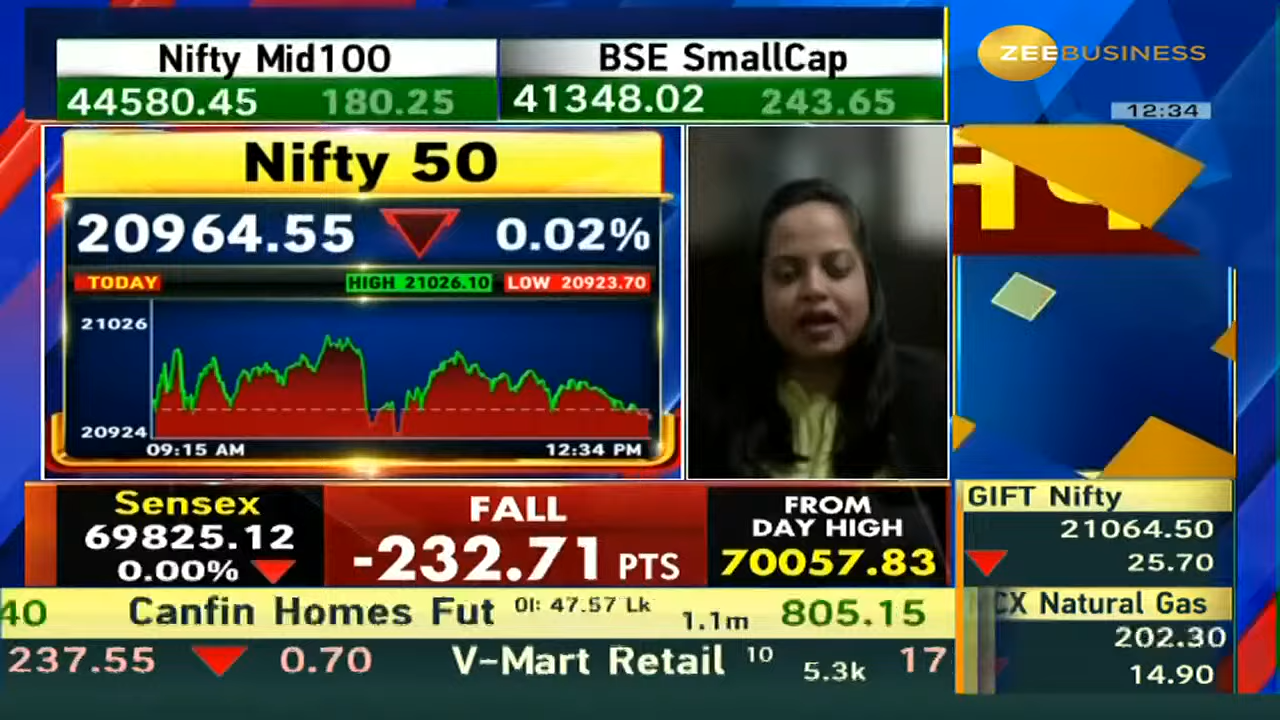 Nifty Mid100
44580.45 180.25
BSE SmallCap
41348.02 243.65
ZEEBUSINESS
12:34
Nifty 50
20964.55 0.02%
TODAY HIGH 21026.10 LOW 20923.70
21026
20924
09:15 AM 12:34 PM
Sensex
69825.12
0.00%
FALL
-232.71 PTS
FROM
DAY HIGH
70057.83
GIFT Nifty
21064.50
25.70
CX Natural Gas
202.30
14.90
40 Canfin Homes Fut OI: 47.57 Lk 1.1m 805.15
237.55 0.70 V-Mart Retail 10 5.3k 17